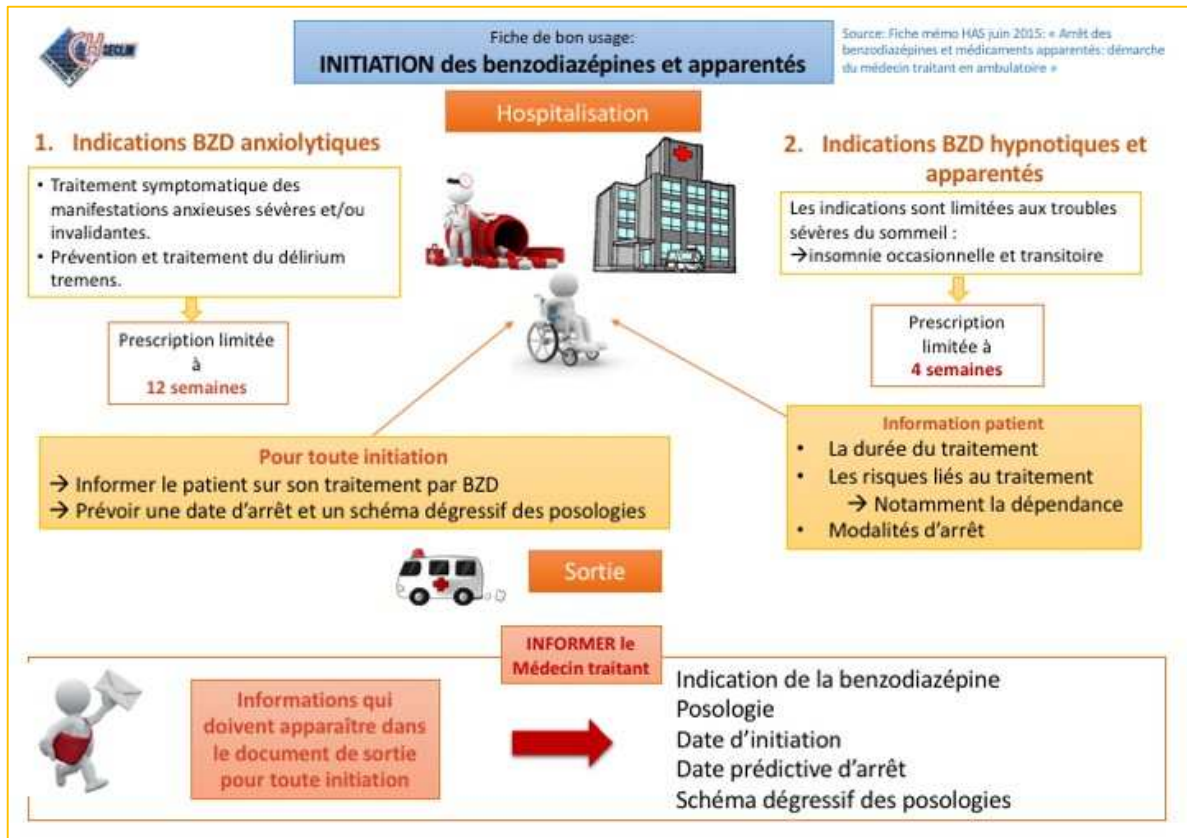 CH SECLIN
Fiche de bon usage:
INITIATION des benzodiazépines et apparentés
Source: Fiche mémo HAS juin 2015: « Arrêt des
benzodiazépines et médicaments apparentés: démarche
du médecin traitant en ambulatoire »
Hospitalisation
1. Indications BZD anxiolytiques
• Traitement symptomatique des
manifestations anxieuses sévères et/ou
invalidantes.
• Prévention et traitement du délirium
tremens.
Prescription limitée
à
12 semaines
2. Indications BZD hypnotiques et
apparentés
Les indications sont limitées aux troubles
sévères du sommeil :
→insomnie occasionnelle et transitoire
Prescription
limitée à
4 semaines
Pour toute initiation
→ Informer le patient sur son traitement par BZD
→ Prévoir une date d'arrêt et un schéma dégressif des posologies
Information patient
• La durée du traitement
• Les risques liés au traitement
→ Notamment la dépendance
• Modalités d'arrêt
Sortie
INFORMER le
Médecin traitant
Informations qui
doivent apparaître dans
le document de sortie
pour toute initiation
Indication de la benzodiazépine
Posologie
Date d'initiation
Date prédictive d'arrêt
Schéma dégressif des posologies